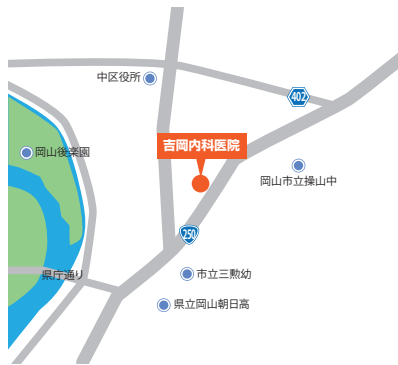 中区役所
402
吉岡内科医院
岡山後楽園
岡山市立操山中
250
県庁通り
市立三勲幼
県立岡山朝日高